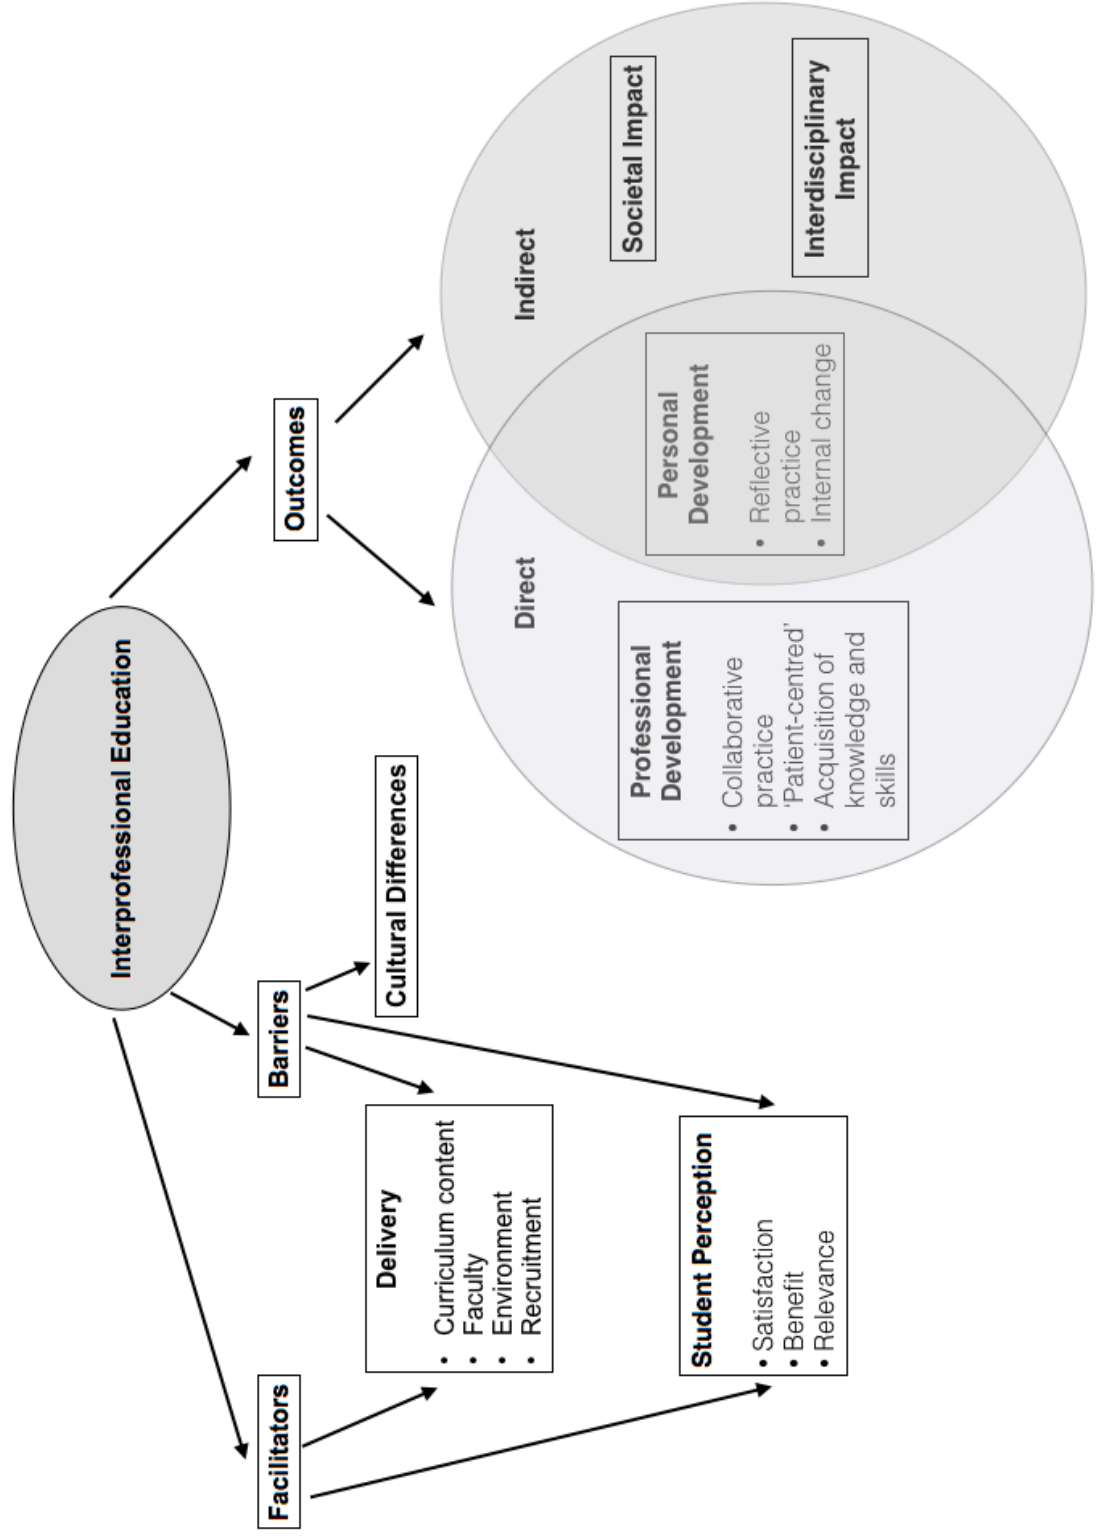 Interprofessional Education
Facilitators
Barriers
Outcomes
Cultural Differences
Delivery
• Curriculum content
• Faculty
• Environment
• Recruitment
Student Perception
• Satisfaction
• Benefit
• Relevance
Direct
Indirect
Professional
Development
• Collaborative
practice
• ‘Patient-centred’
• Acquisition of
knowledge and
skills
Personal
Development
• Reflective
practice
• Internal change
Societal Impact
Interdisciplinary
Impact